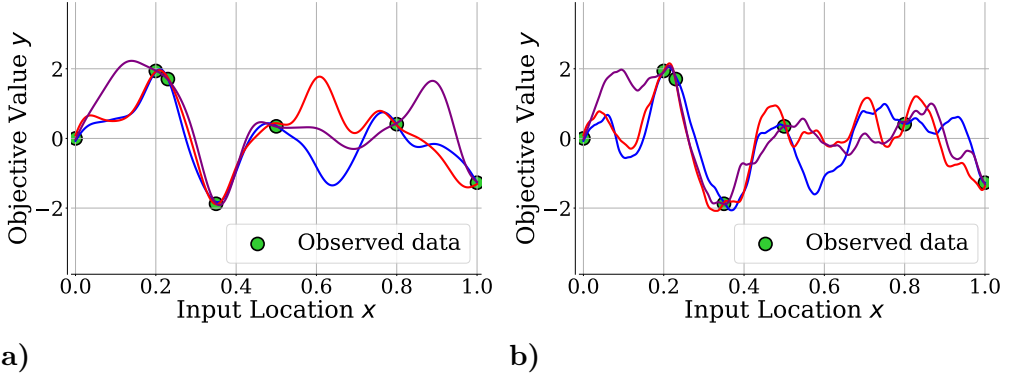 Objective Value y
2
0
−2
Observed data
0.0 0.2 0.4 0.6 0.8 1.0
Input Location x
a)
Objective Value y
2
0
−2
Observed data
0.0 0.2 0.4 0.6 0.8 1.0
Input Location x
b)